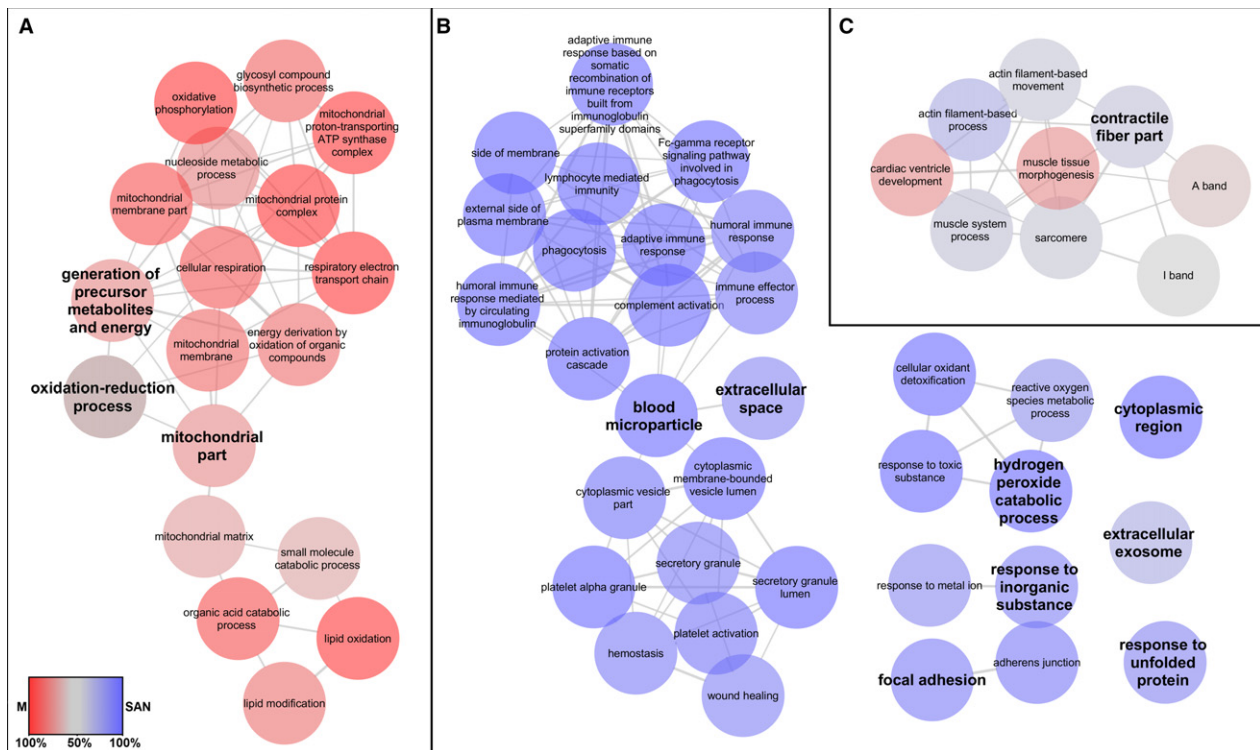 A
glycosyl compound
biosynthetic process
oxidative
phosphorylation
mitochondrial
proton-transporting
ATP synthase
complex
nucleoside metabolic
process
mitochondrial
membrane part
mitochondrial protein
complex
cellular respiration
respiratory electron
transport chain
generation of
precursor
metabolites
and energy
mitochondrial
membrane
energy derivation by
oxidation of organic
compounds
oxidation-reduction
process
mitochondrial
part
mitochondrial matrix
small molecule
catabolic process
organic acid catabolic
process
lipid oxidation
lipid modification
M
SAN
100%
50%
100%
B
adaptive immune
response based on
somatic
recombination of
immune receptors
built from
immunoglobulin
superfamily domains
side of membrane
Fc-gamma receptor
signaling pathway
involved in
phagocytosis
lymphocyte mediated
immunity
external side of
plasma membrane
phagocytosis
adaptive immune
response
humoral immune
response
humoral immune
response mediated
by circulating
immunoglobulin
complement activation
immune effector
process
protein activation
cascade
blood
microparticle
extracellular
space
cytoplasmic vesicle
part
cytoplasmic
membrane-bounded
vesicle lumen
platelet alpha granule
secretory granule
secretory granule
lumen
platelet activation
hemostasis
wound healing
cellular oxidant
detoxification
reactive oxygen
species metabolic
process
cytoplasmic
region
response to toxic
substance
hydrogen
peroxide
catabolic
process
extracellular
exosome
response to metal ion
response to
inorganic
substance
focal adhesion
adherens junction
response to
unfolded
protein
C
actin filament-based
movement
actin filament-based
process
contractile
fiber part
cardiac ventricle
development
muscle tissue
morphogenesis
A band
muscle system
process
sarcomere
I band